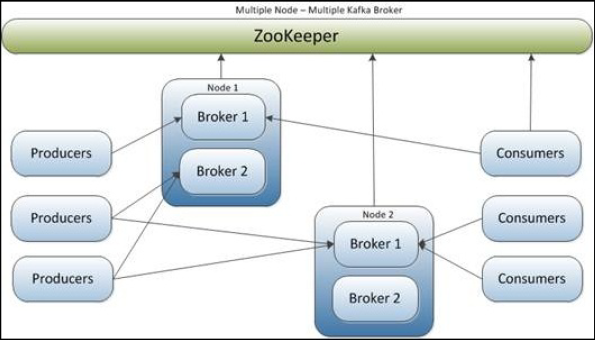 Multiple Node – Multiple Kafka Broker
ZooKeeper
Node 1
Broker 1
Producers
Consumers
Broker 2
Producers
Node 2
Consumers
Broker 1
Producers
Consumers
Broker 2